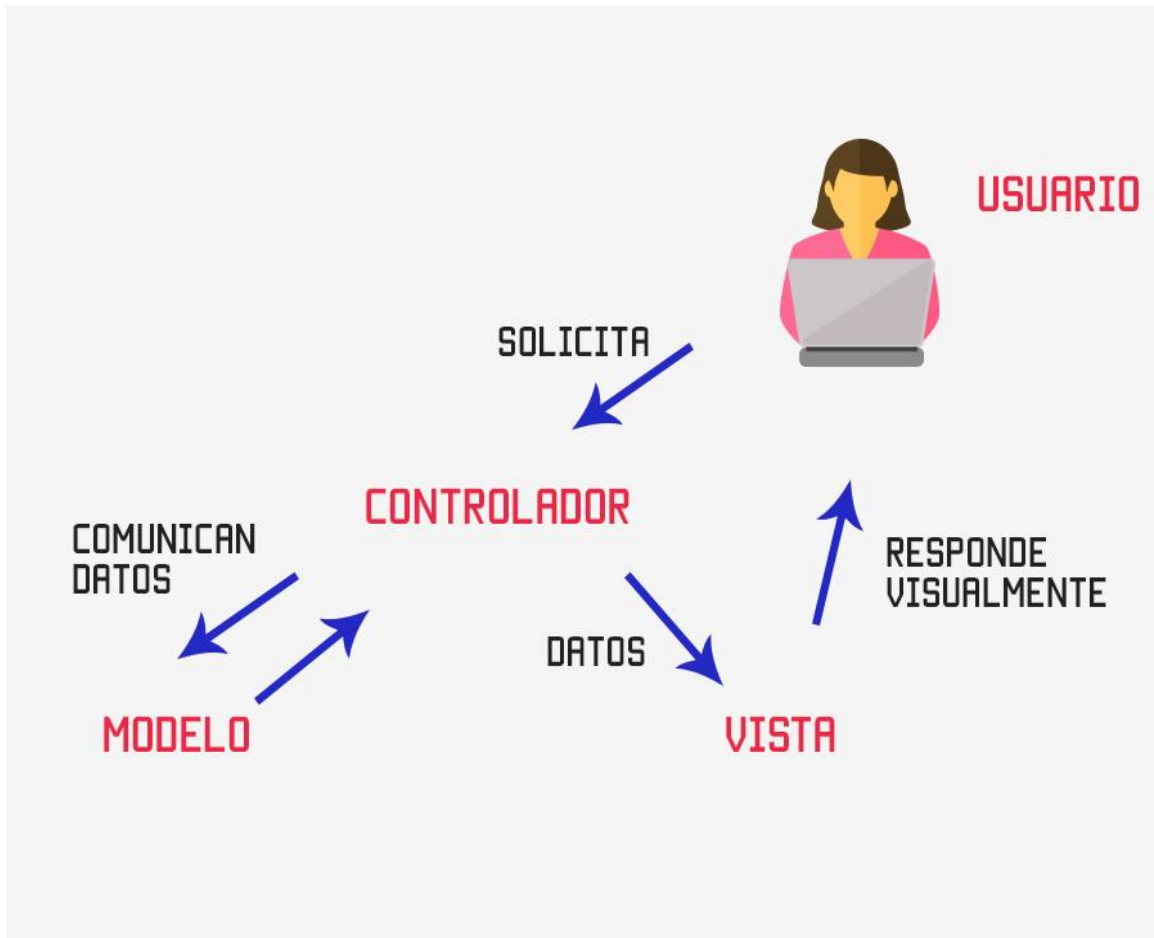 USUARIO
SOLICITA
CONTROLADOR
COMUNICAN
DATOS
RESPONDE
VISUALMENTE
DATOS
MODELO
VISTA